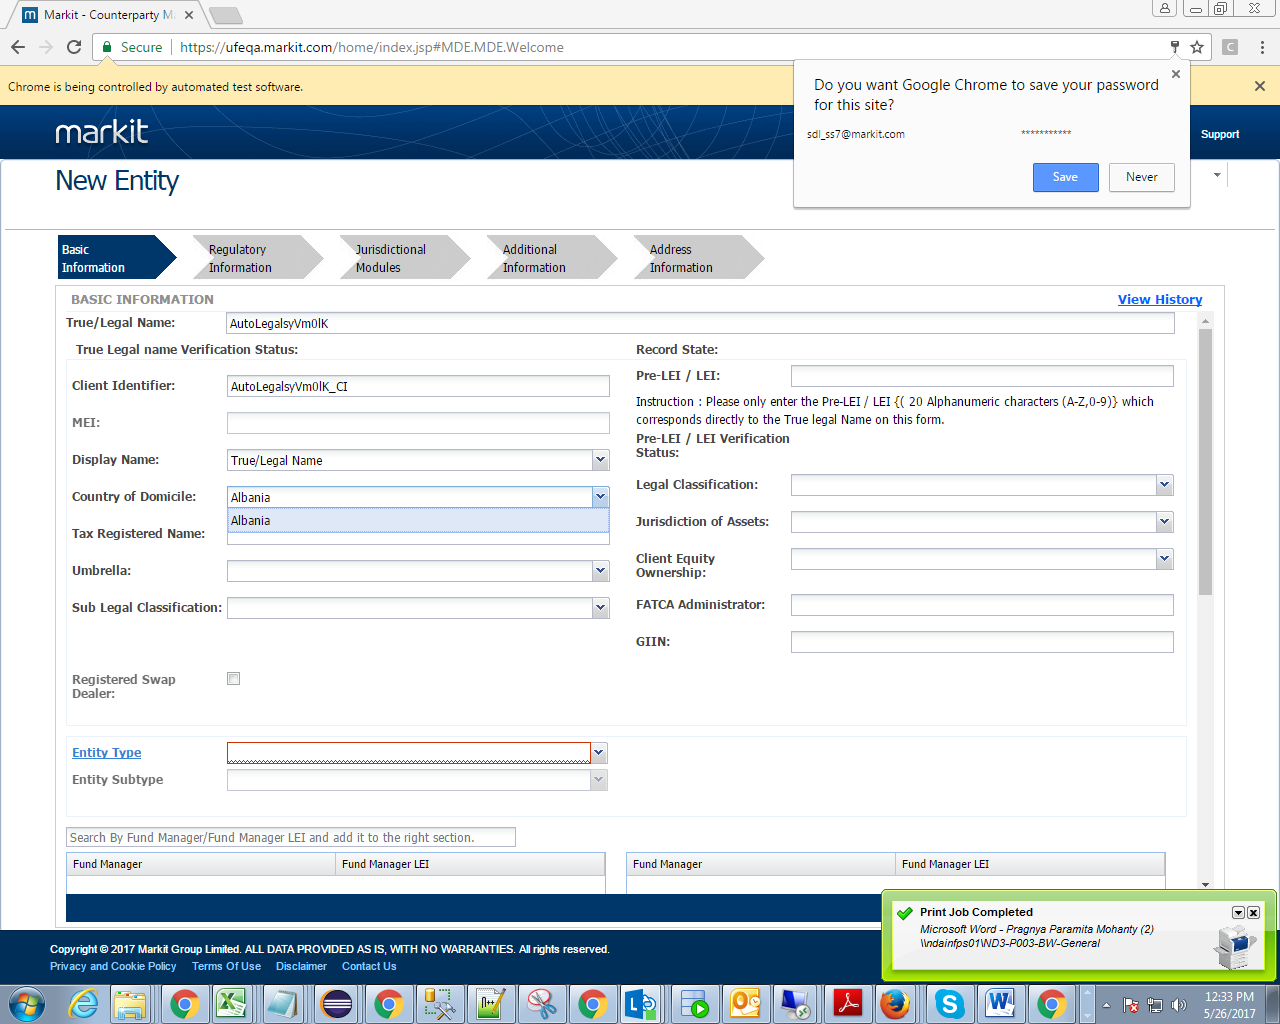 Markit - Counterparty Ma
Secure
https://ufeqa.markit.com/home/index.jsp#MDE.MDE.Welcome
C
Chrome is being controlled by automated test software.
Do you want Google Chrome to save your password
for this site?
sdl_ss7@markit.com ***********
Save Never
markit
Support
New Entity
Basic
Information
Regulatory
Information
Jurisdictional
Modules
Additional
Information
Address
Information
BASIC INFORMATION
View History
True/Legal Name: AutoLegalsyVm0lK
True Legal name Verification Status:
Record State:
Client Identifier: AutoLegalsyVm0lK_CI
Pre-LEI / LEI:
Instruction : Please only enter the Pre-LEI / LEI {( 20 Alphanumeric characters (A-Z,0-9)} which
corresponds directly to the True legal Name on this form.
MEI:
Pre-LEI / LEI Verification
Status:
Display Name: True/Legal Name
Legal Classification:
Country of Domicile: Albania
Albania
Jurisdiction of Assets:
Tax Registered Name:
Client Equity
Ownership:
Umbrella:
Sub Legal Classification:
FATCA Administrator:
GIIN:
Registered Swap
Dealer:
Entity Type
Entity Subtype
Search By Fund Manager/Fund Manager LEI and add it to the right section.
Fund Manager Fund Manager LEI
Fund Manager Fund Manager LEI
Print Job Completed
Microsoft Word - Pragnya Paramita Mohanty (2)
\\ndainfps01\ND3-P003-BW-General
Copyright © 2017 Markit Group Limited. ALL DATA PROVIDED AS IS, WITH NO WARRANTIES. All rights reserved.
Privacy and Cookie Policy Terms Of Use Disclaimer Contact Us
12:33 PM
5/26/2017